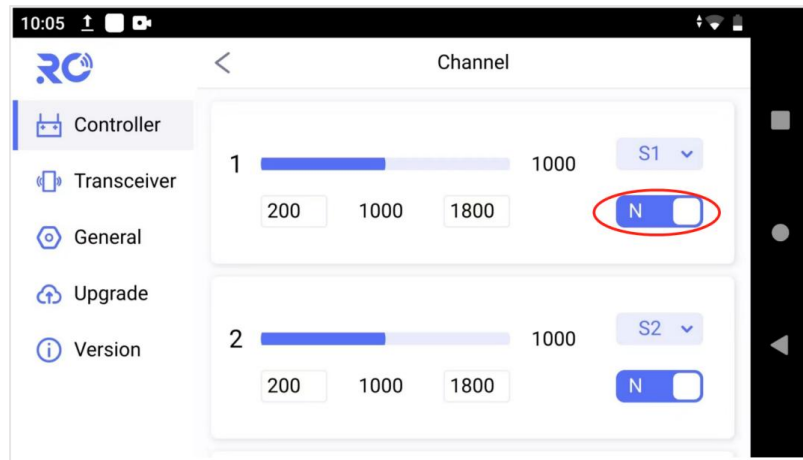 10:05
RC
Channel
Controller
Transceiver
General
Upgrade
Version
1
1000
S1
200
1000
1800
N
2
1000
S2
200
1000
1800
N